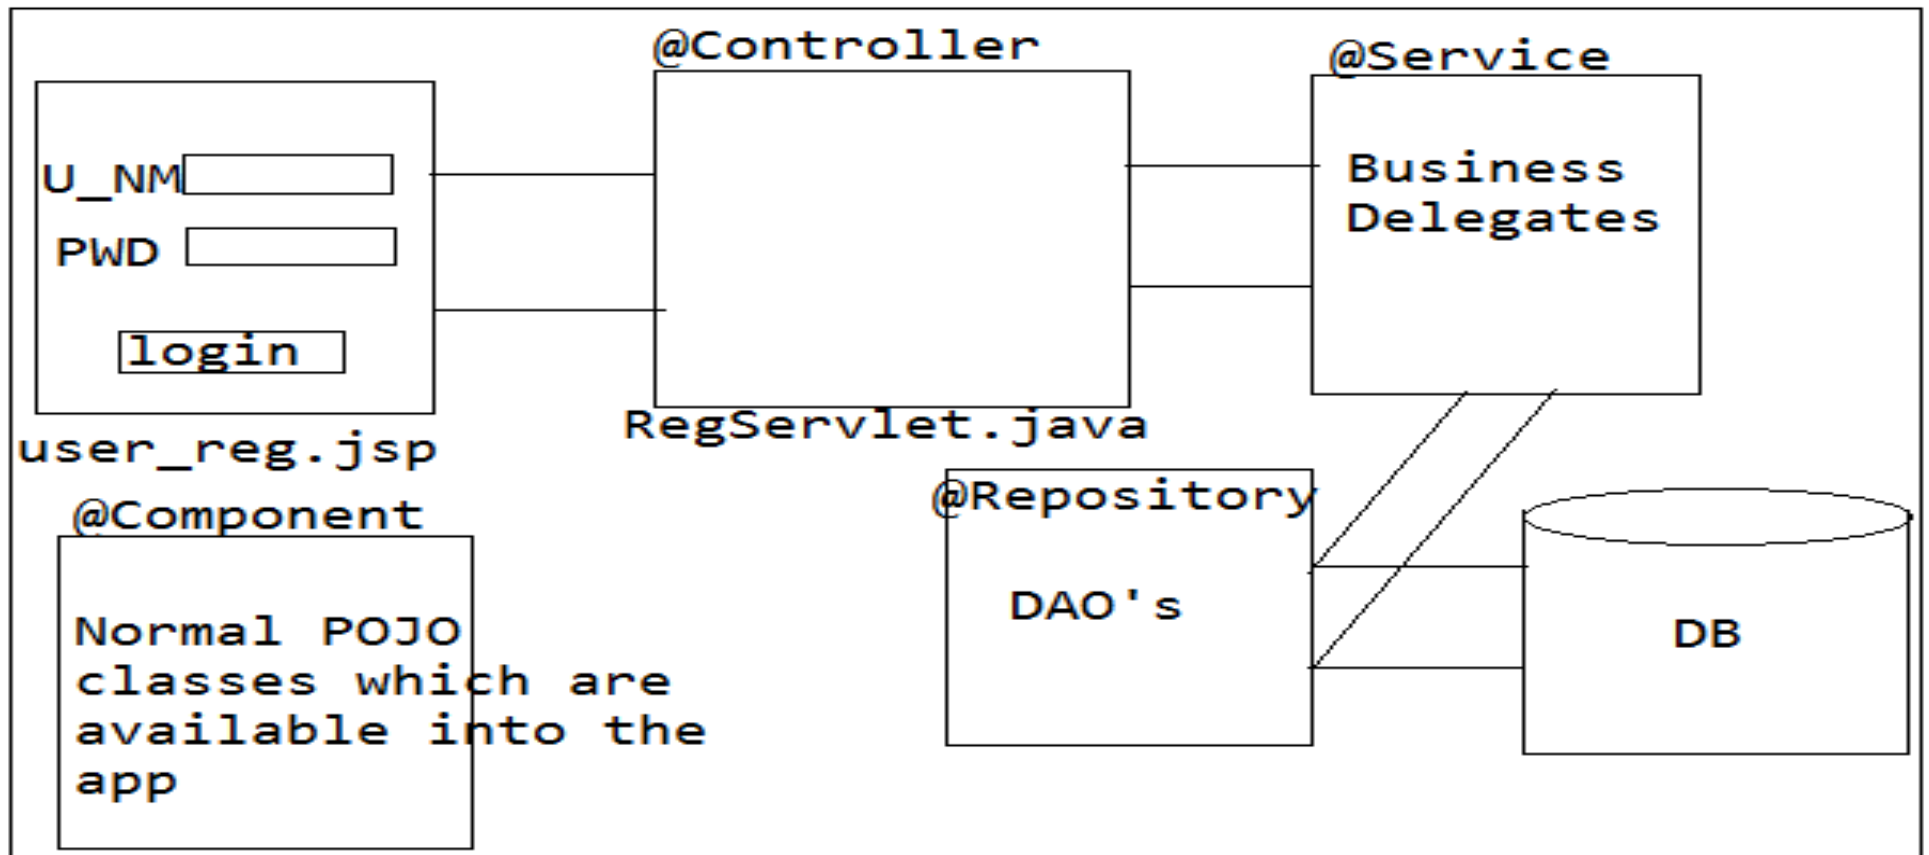 @Controller
@Service
U_NM
PWD
login
user_reg.jsp
RegServlet.java
Business
Delegates
@Component
Normal POJO
classes which are
available into the
app
@Repository
DAO's
DB